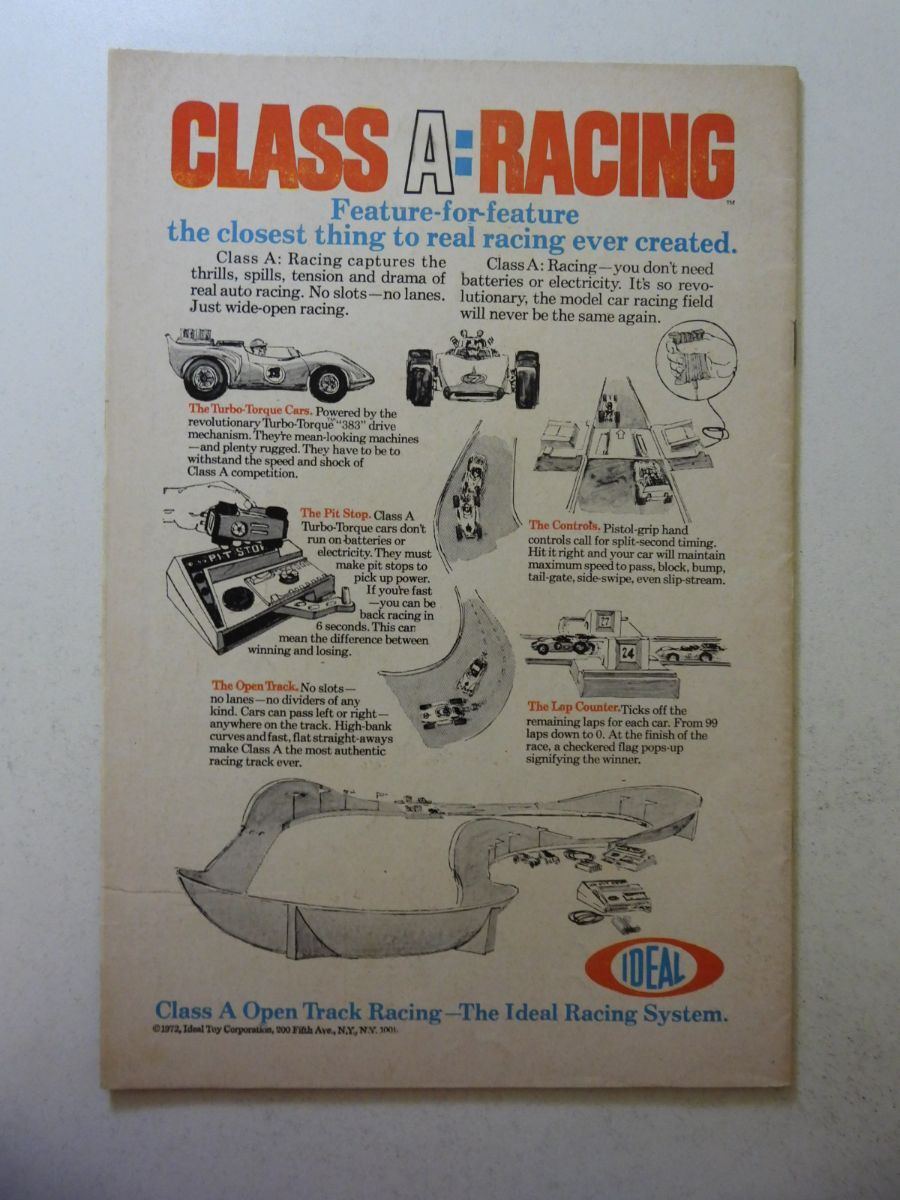 CLASS A: RACING
™
Feature-for-feature
the closest thing to real racing ever created.
Class A: Racing captures the
thrills, spills, tension and drama of
real auto racing. No slots—no lanes.
Just wide-open racing.
Class A: Racing—you don't need
batteries or electricity. It's so revo-
lutionary, the model car racing field
will never be the same again.
The Turbo-Torque Cars. Powered by the
revolutionary Turbo-Torque™ "383" drive
mechanism. They're mean-looking machines
—and plenty rugged. They have to be to
withstand the speed and shock of
Class A competition.
PIT STOP
The Pit Stop. Class A
Turbo-Torque cars don't
run on batteries or
electricity. They must
make pit stops to
pick up power.
If you're fast
—you can be
back racing in
6 seconds. This can
mean the difference between
winning and losing.
The Controls. Pistol-grip hand
controls call for split-second timing.
Hit it right and your car will maintain
maximum speed to pass, block, bump,
tail-gate, side-swipe, even slip-stream.
27
24
The Open Track. No slots—
no lanes—no dividers of any
kind. Cars can pass left or right—
anywhere on the track. High-bank
curves and fast, flat straight-aways
make Class A the most authentic
racing track ever.
The Lap Counter. Ticks off the
remaining laps for each car. From 99
laps down to 0. At the finish of the
race, a checkered flag pops-up
signifying the winner.
IDEAL
Class A Open Track Racing—The Ideal Racing System.
©1972, Ideal Toy Corporation, 200 Fifth Ave., N.Y., N.Y.